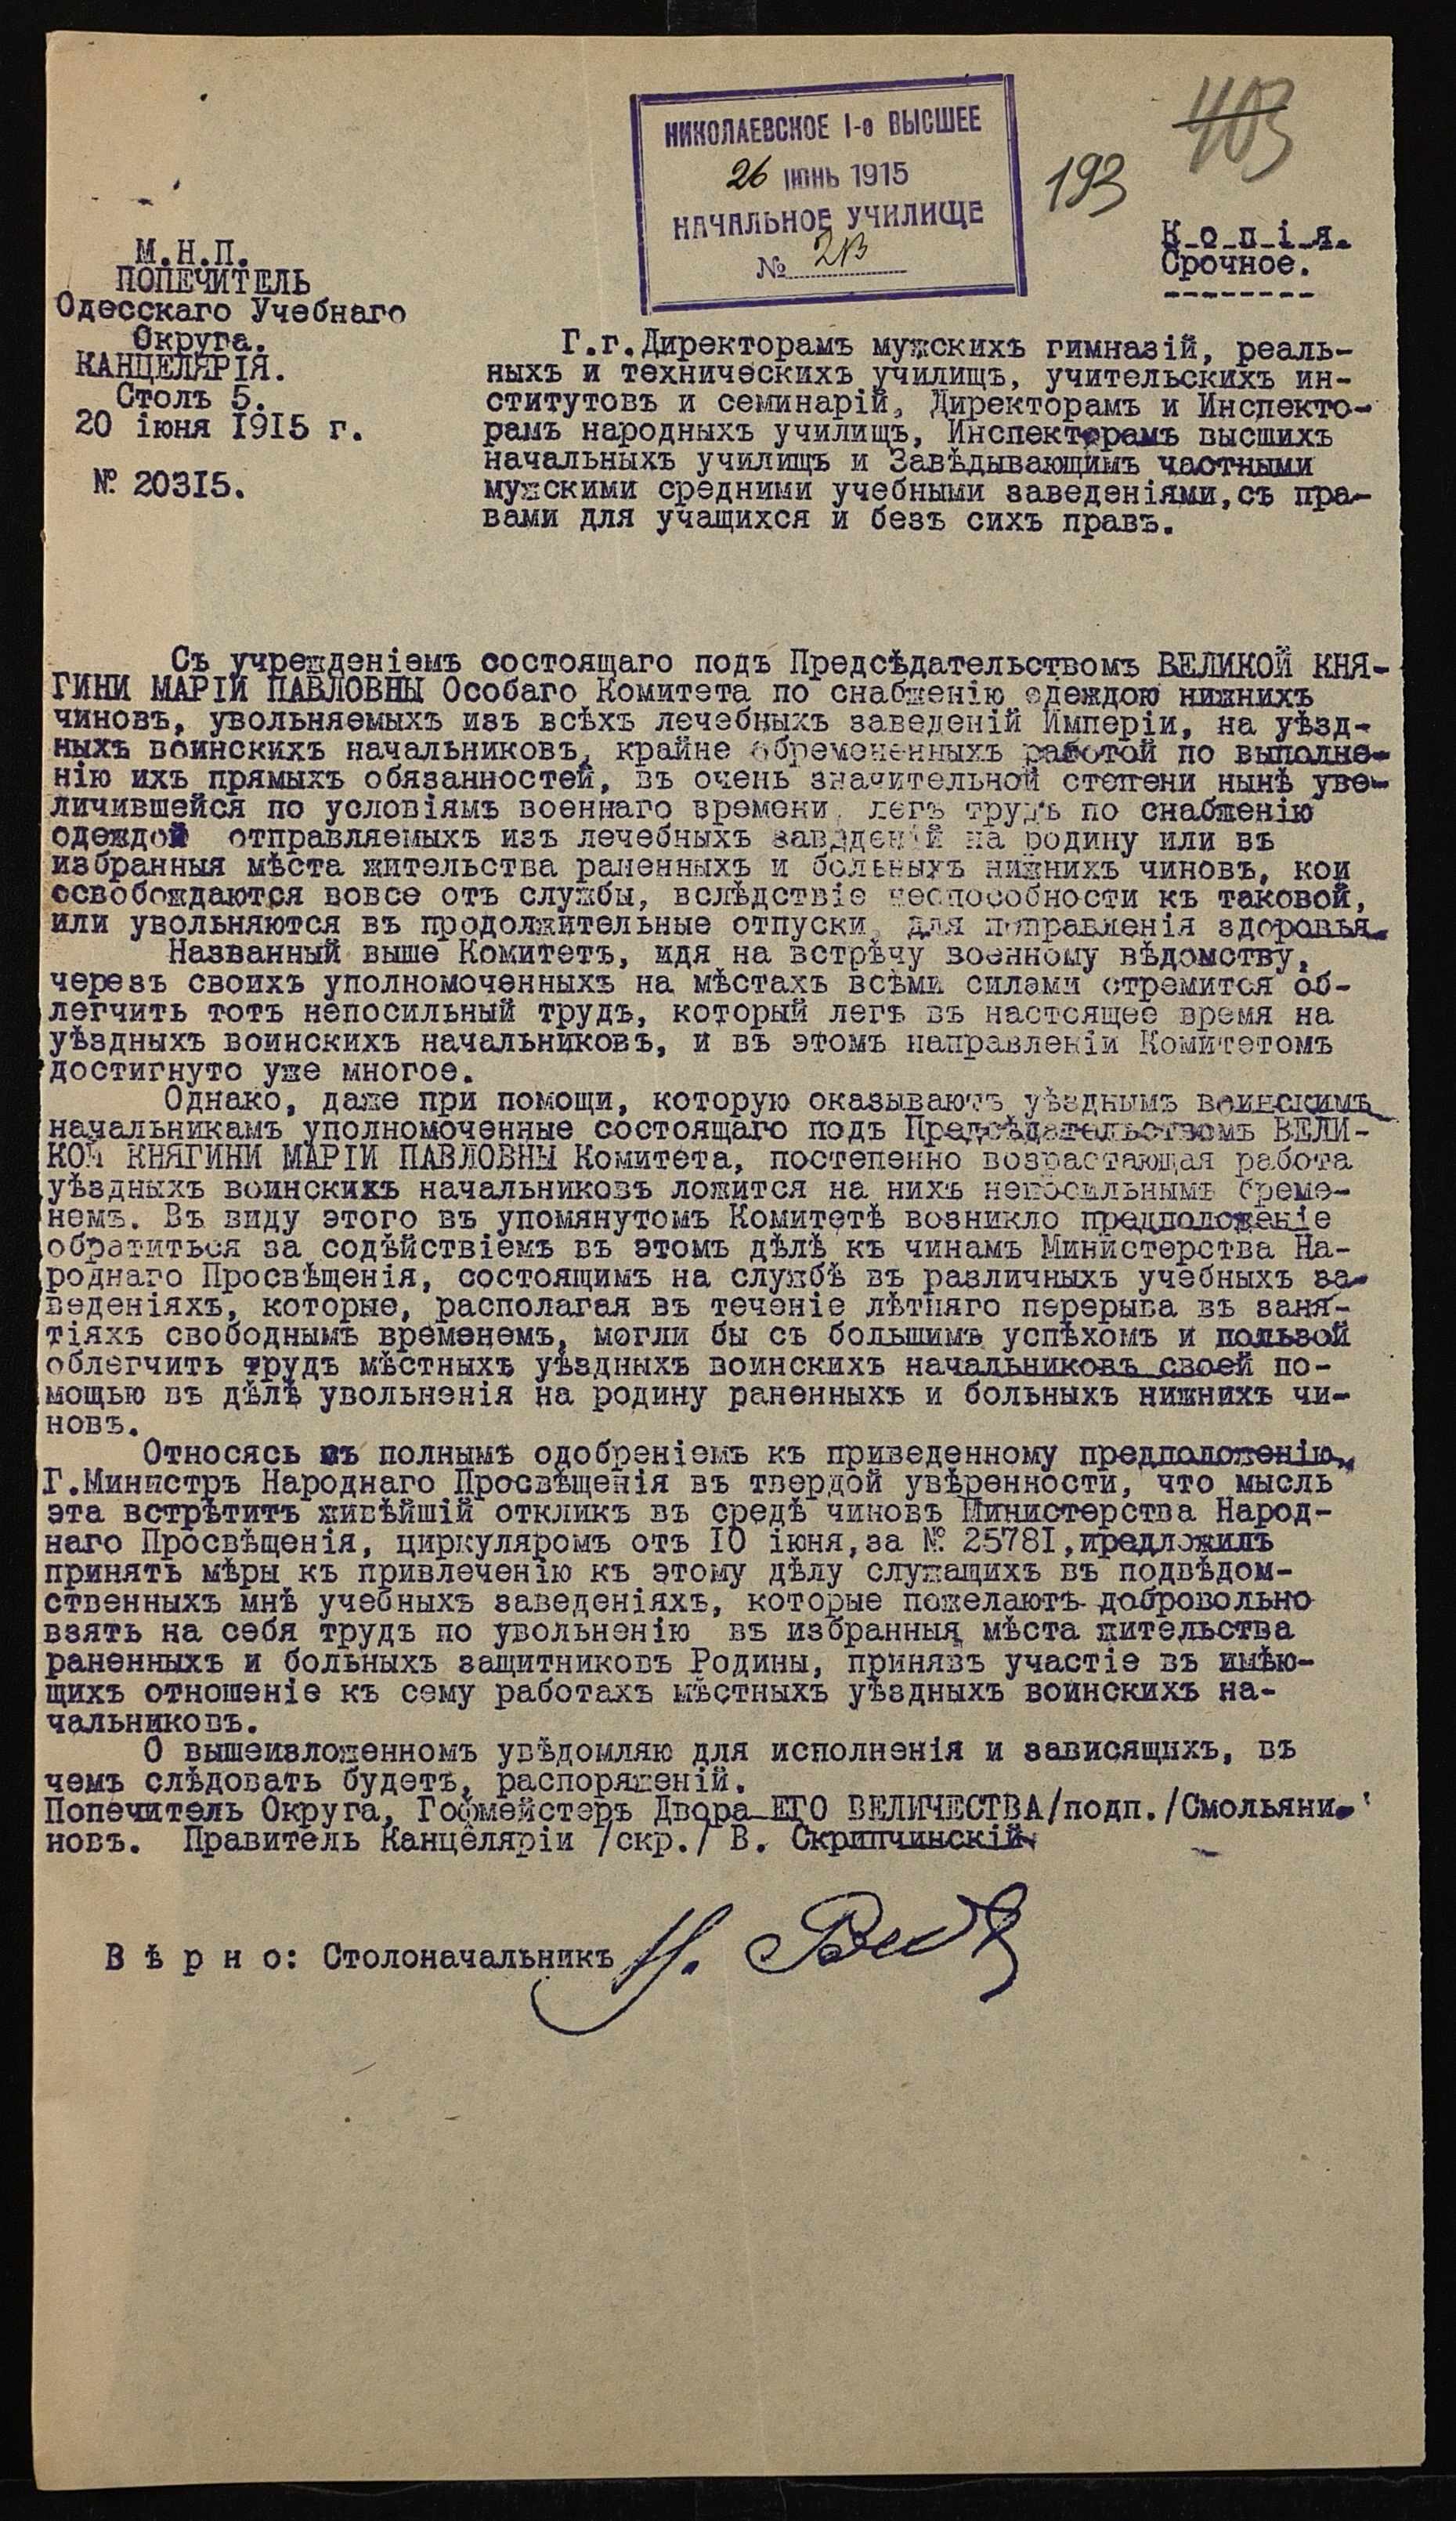 НИКОЛАЕВСКОЕ I-е ВЫСШЕЕ
26 ІЮНЬ 1915
НАЧАЛЬНОЕ УЧИЛИЩЕ
№
403
193
К-о-п-і-я.
Срочное.
--------
М.Н.П.
ПОПЕЧИТЕЛЬ
Одесскаго Учебнаго
Округа.
КАНЦЕЛЯРІЯ.
Столъ 5.
20 іюня 1915 г.
№ 20315.
Г.г.Директорамъ мужскихъ гимназій, реаль-
ныхъ и техническихъ училищъ, учительскихъ ин-
ститутовъ и семинарій, Директорамъ и Инспекто-
рамъ народныхъ училищъ, Инспекторамъ высшихъ
начальныхъ училищъ и Завѣдывающимъ частными
мужскими средними учебными заведеніями,съ пра-
вами для учащихся и безъ сихъ правъ.
Съ учрежденіемъ состоящаго подъ Предсѣдательствомъ ВЕЛИКОЙ КНЯ-
ГИНИ МАРІИ ПАВЛОВНЫ Особаго Комитета по снабженію одеждою нижнихъ
чиновъ, увольняемыхъ изъ всѣхъ лечебныхъ заведеній Имперіи, на уѣзд-
ныхъ воинскихъ начальниковъ, крайне обремененныхъ работой по выполне-
нію ихъ прямыхъ обязанностей, въ очень значительной степени нынѣ уве-
личившейся по условіямъ военнаго времени, легъ трудъ по снабженію
одеждой отправляемыхъ изъ лечебныхъ заведеній на родину или въ
избранныя мѣста жительства раненныхъ и больныхъ нижнихъ чиновъ, кои
освобождаются вовсе отъ службы, вслѣдствіе неспособности къ таковой,
или увольняются въ продолжительные отпуски, для поправленія здоровья.
Названный выше Комитетъ, идя на встрѣчу военному вѣдомству,
черезъ своихъ уполномоченныхъ на мѣстахъ всѣми силами стремится об-
легчить тотъ непосильный трудъ, который легъ въ настоящее время на
уѣздныхъ воинскихъ начальниковъ, и въ этомъ направленіи Комитетомъ
достигнуто уже многое.
Однако, даже при помощи, которую оказываютъ уѣзднымъ воинскимъ
начальникамъ уполномоченные состоящаго подъ Предсѣдательствомъ ВЕЛИ-
КОЙ КНЯГИНИ МАРІИ ПАВЛОВНЫ Комитета, постепенно возрастающая работа
уѣздныхъ воинскихъ начальниковъ ложится на нихъ непосильнымъ бреме-
немъ. Въ виду этого въ упомянутомъ Комитетѣ возникло предположеніе
обратиться за содѣйствіемъ въ этомъ дѣлѣ къ чинамъ Министерства На-
роднаго Просвѣщенія, состоящимъ на службѣ въ различныхъ учебныхъ за-
веденіяхъ, которые, располагая въ теченіе лѣтняго перерыва въ заня-
тіяхъ свободнымъ временемъ, могли бы съ большимъ успѣхомъ и пользой
облегчить трудъ мѣстныхъ уѣздныхъ воинскихъ начальниковъ своей по-
мощью въ дѣлѣ увольненія на родину раненныхъ и больныхъ нижнихъ чи-
новъ.
Относясь съ полнымъ одобреніемъ къ приведенному предположенію,
Г.Министръ Народнаго Просвѣщенія въ твердой увѣренности, что мысль
эта встрѣтитъ живѣйшій откликъ въ средѣ чиновъ Министерства Народ-
наго Просвѣщенія, циркуляромъ отъ 10 іюня,за № 25781,предложилъ
принять мѣры къ привлеченію къ этому дѣлу служащихъ въ подвѣдом-
ственныхъ мнѣ учебныхъ заведеніяхъ, которые пожелаютъ добровольно
взять на себя трудъ по увольненію въ избранныя мѣста жительства
раненныхъ и больныхъ защитниковъ Родины, принявъ участіе въ имѣю-
щихъ отношеніе къ сему работахъ мѣстныхъ уѣздныхъ воинскихъ на-
чальниковъ.
О вышеизложенномъ увѣдомляю для исполненія и зависящихъ, въ
чемъ слѣдовать будетъ, распоряженій.
Попечитель Округа, Гофмейстеръ Двора ЕГО ВЕЛИЧЕСТВА/подп./Смольяни-
новъ. Правитель Канцеляріи /скр./ В. Скрипчинскій
В ѣ р н о: Столоначальникъ